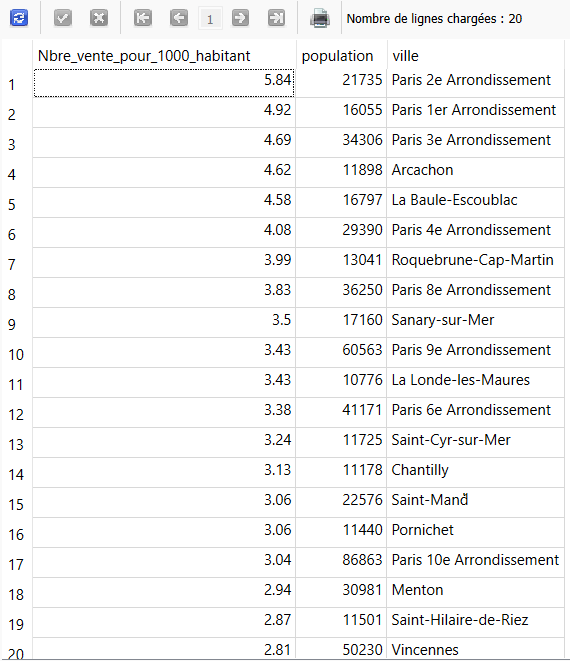 1 Nombre de lignes chargées : 20
Nbre_vente_pour_1000_habitant population ville
1 5.84 21735 Paris 2e Arrondissement
2 4.92 16055 Paris 1er Arrondissement
3 4.69 34306 Paris 3e Arrondissement
4 4.62 11898 Arcachon
5 4.58 16797 La Baule-Escoublac
6 4.08 29390 Paris 4e Arrondissement
7 3.99 13041 Roquebrune-Cap-Martin
8 3.83 36250 Paris 8e Arrondissement
9 3.5 17160 Sanary-sur-Mer
10 3.43 60563 Paris 9e Arrondissement
11 3.43 10776 La Londe-les-Maures
12 3.38 41171 Paris 6e Arrondissement
13 3.24 11725 Saint-Cyr-sur-Mer
14 3.13 11178 Chantilly
15 3.06 22576
16 3.06 11440 Pornichet
17 3.04 86863 Paris 10e Arrondissement
18 2.94 30981 Menton
19 2.87 11501 Saint-Hilaire-de-Riez
20 2.81 50230 Vincennes